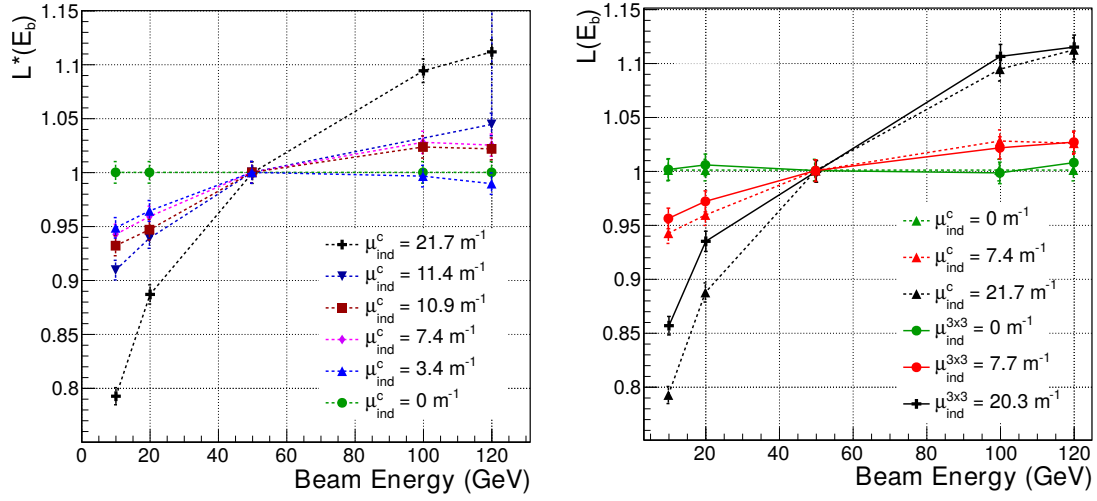 L*(E_b)
1.15
1.1
1.05
1
0.95
0.9
0.85
0.8
0 20 40 60 80 100 120
Beam Energy (GeV)
μ^c_ind = 21.7 m⁻¹
μ^c_ind = 11.4 m⁻¹
μ^c_ind = 10.9 m⁻¹
μ^c_ind = 7.4 m⁻¹
μ^c_ind = 3.4 m⁻¹
μ^c_ind = 0 m⁻¹
L(E_b)
1.15
1.1
1.05
1
0.95
0.9
0.85
0.8
20 40 60 80 100 120
Beam Energy (GeV)
μ^c_ind = 0 m⁻¹
μ^c_ind = 7.4 m⁻¹
μ^c_ind = 21.7 m⁻¹
μ^3x3_ind = 0 m⁻¹
μ^3x3_ind = 7.7 m⁻¹
μ^3x3_ind = 20.3 m⁻¹